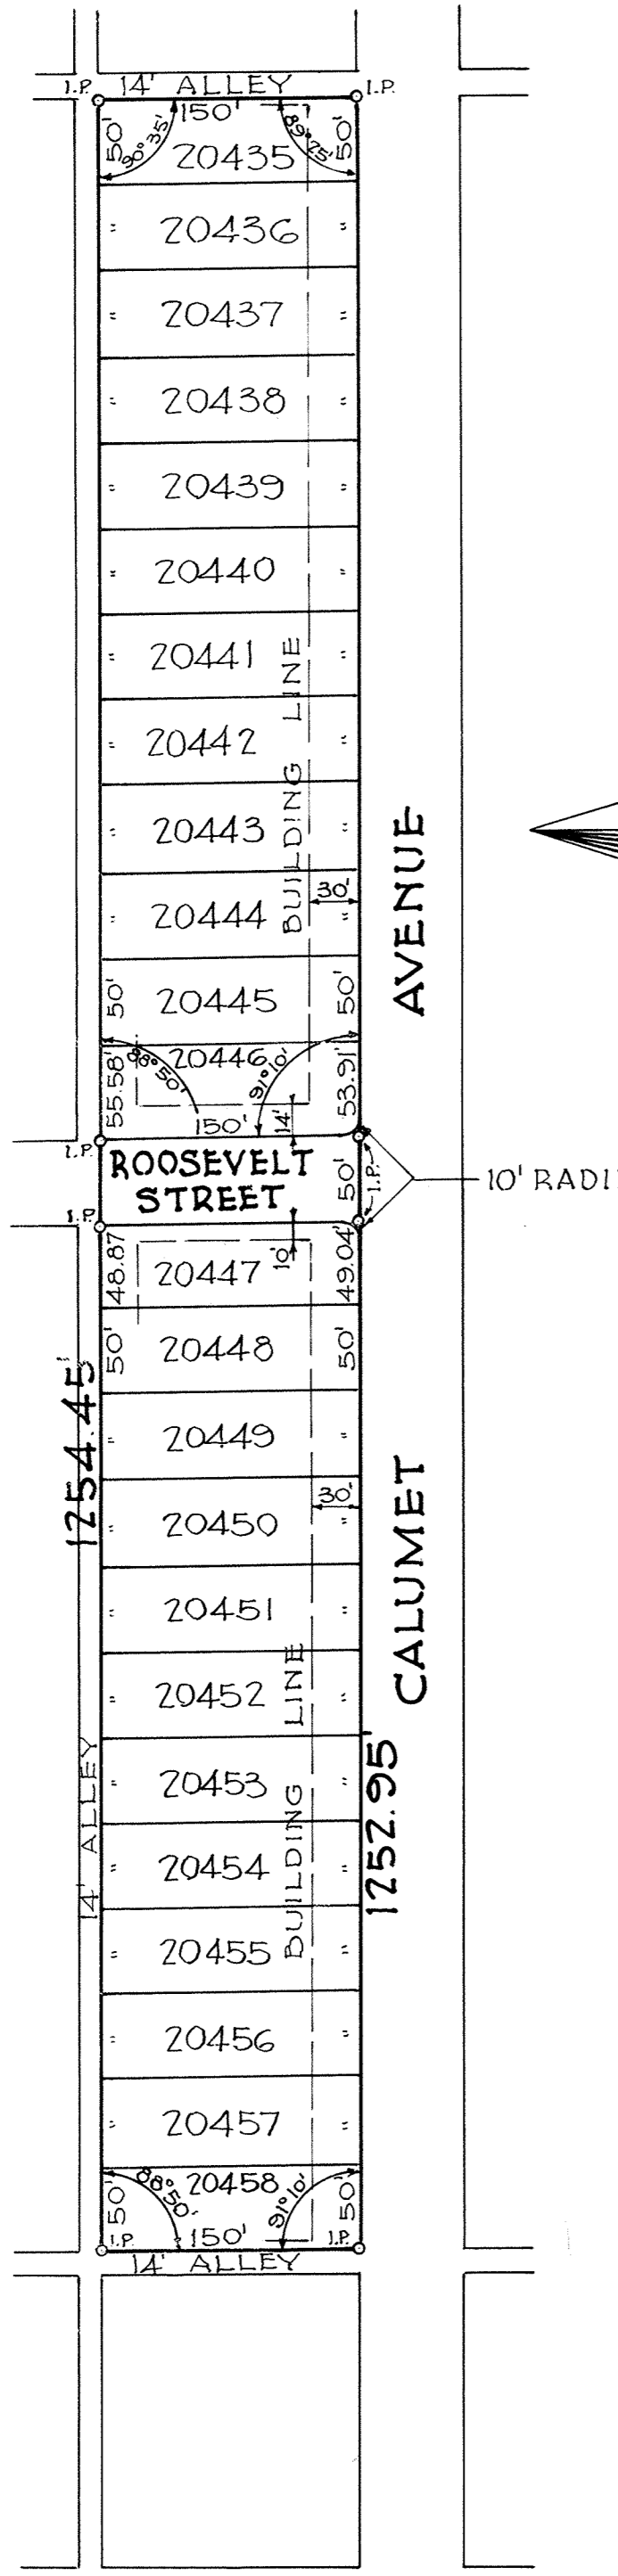 14' ALLEY
I.P.
I.P.
150'
50'
90° 35'
89° 25'
50'
20435
" 20436 "
" 20437 "
" 20438 "
" 20439 "
" 20440 "
" 20441 "
" 20442 "
" 20443 "
" 20444 "
BUILDING LINE
30'
AVENUE
50' 20445 50'
20446
55.58'
88° 50'
91° 10'
53.91'
150'
14'
I.P.
ROOSEVELT
STREET
50'
I.P.
10' RADI
I.P.
10'
48.87
20447
49.04'
50' 20448 50'
" 20449 "
" 20450 "
30'
" 20451 "
" 20452 "
" 20453 "
" 20454 "
" 20455 "
" 20456 "
" 20457 "
BUILDING LINE
1254.45'
14' ALLEY
CALUMET
1252.95'
20458
50'
88° 50'
91° 10'
50'
I.P.
150'
I.P.
14' ALLEY